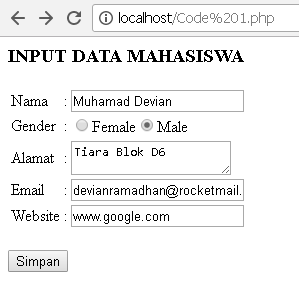 localhost/Code%201.php
INPUT DATA MAHASISWA
Nama : Muhamad Devian
Gender : Female Male
Alamat : Tiara Blok D6
Email : devianramadhan@rocketmail.
Website : www.google.com
Simpan